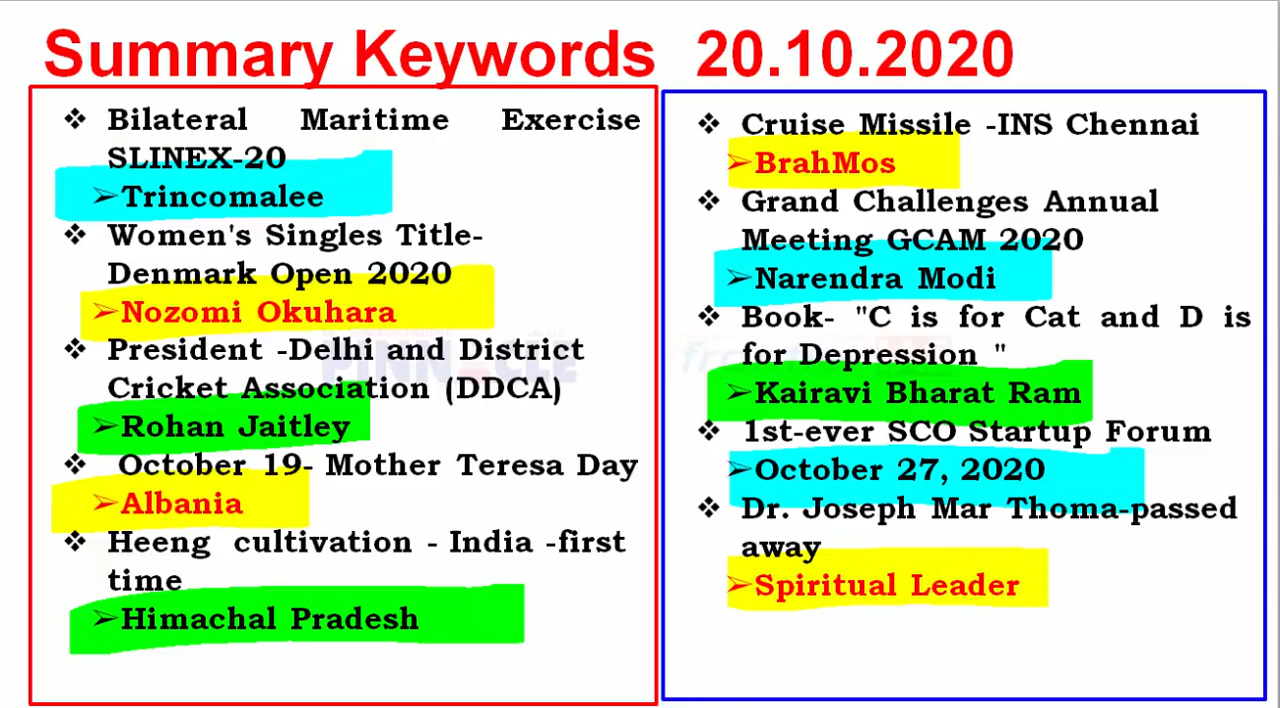 Summary Keywords 20.10.2020
❖ Bilateral Maritime Exercise
SLINEX-20
➢Trincomalee
❖ Women's Singles Title-
Denmark Open 2020
➢Nozomi Okuhara
❖ President -Delhi and District
Cricket Association (DDCA)
➢Rohan Jaitley
❖ October 19- Mother Teresa Day
➢Albania
❖ Heeng cultivation - India -first
time
➢Himachal Pradesh
❖ Cruise Missile -INS Chennai
➢BrahMos
❖ Grand Challenges Annual
Meeting GCAM 2020
➢Narendra Modi
❖ Book- "C is for Cat and D is
for Depression "
➢Kairavi Bharat Ram
❖ 1st-ever SCO Startup Forum
➢October 27, 2020
❖ Dr. Joseph Mar Thoma-passed
away
➢Spiritual Leader
PINNACLE